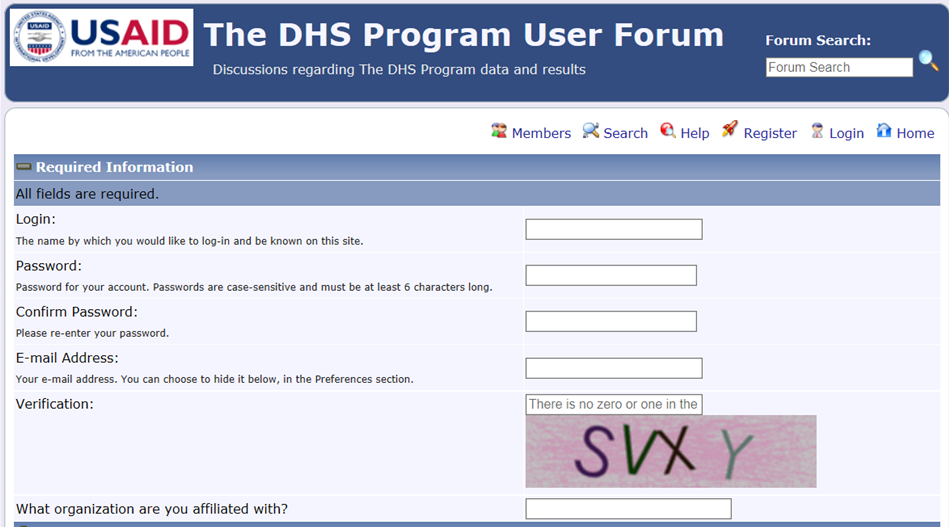 USAID
FROM THE AMERICAN PEOPLE
The DHS Program User Forum
Discussions regarding The DHS Program data and results
Forum Search:
Forum Search
Members Search Help Register Login Home
Required Information
All fields are required.
Login:
The name by which you would like to log-in and be known on this site.
Password:
Password for your account. Passwords are case-sensitive and must be at least 6 characters long.
Confirm Password:
Please re-enter your password.
E-mail Address:
Your e-mail address. You can choose to hide it below, in the Preferences section.
Verification:
There is no zero or one in the
SVXY
What organization are you affiliated with?